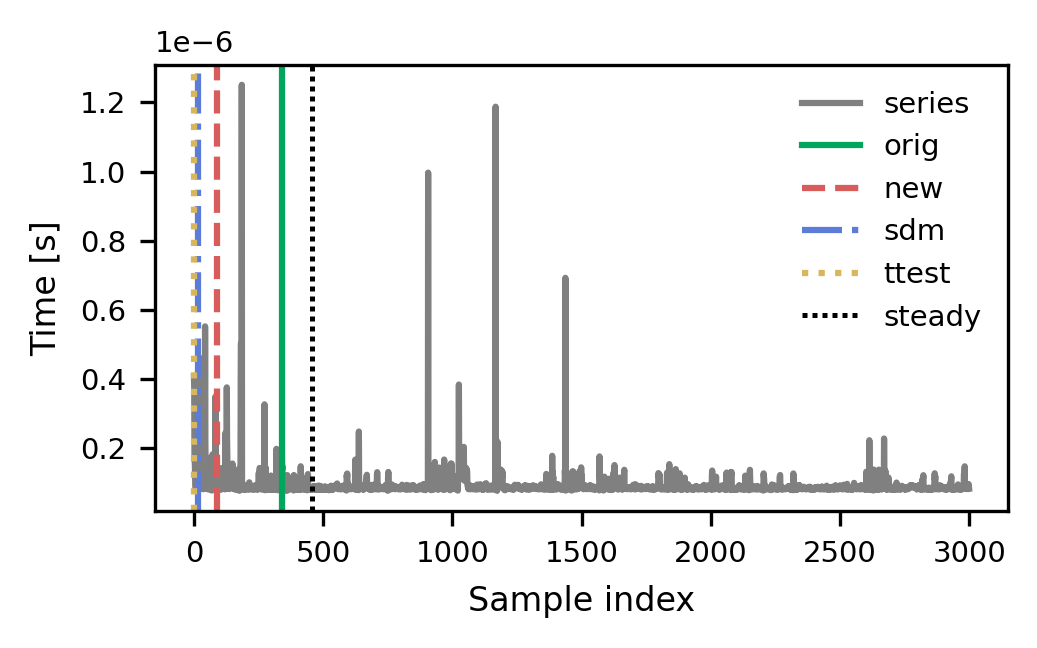 1e−6
Time [s]
1.2
1.0
0.8
0.6
0.4
0.2
series
orig
new
sdm
ttest
steady
0 500 1000 1500 2000 2500 3000
Sample index